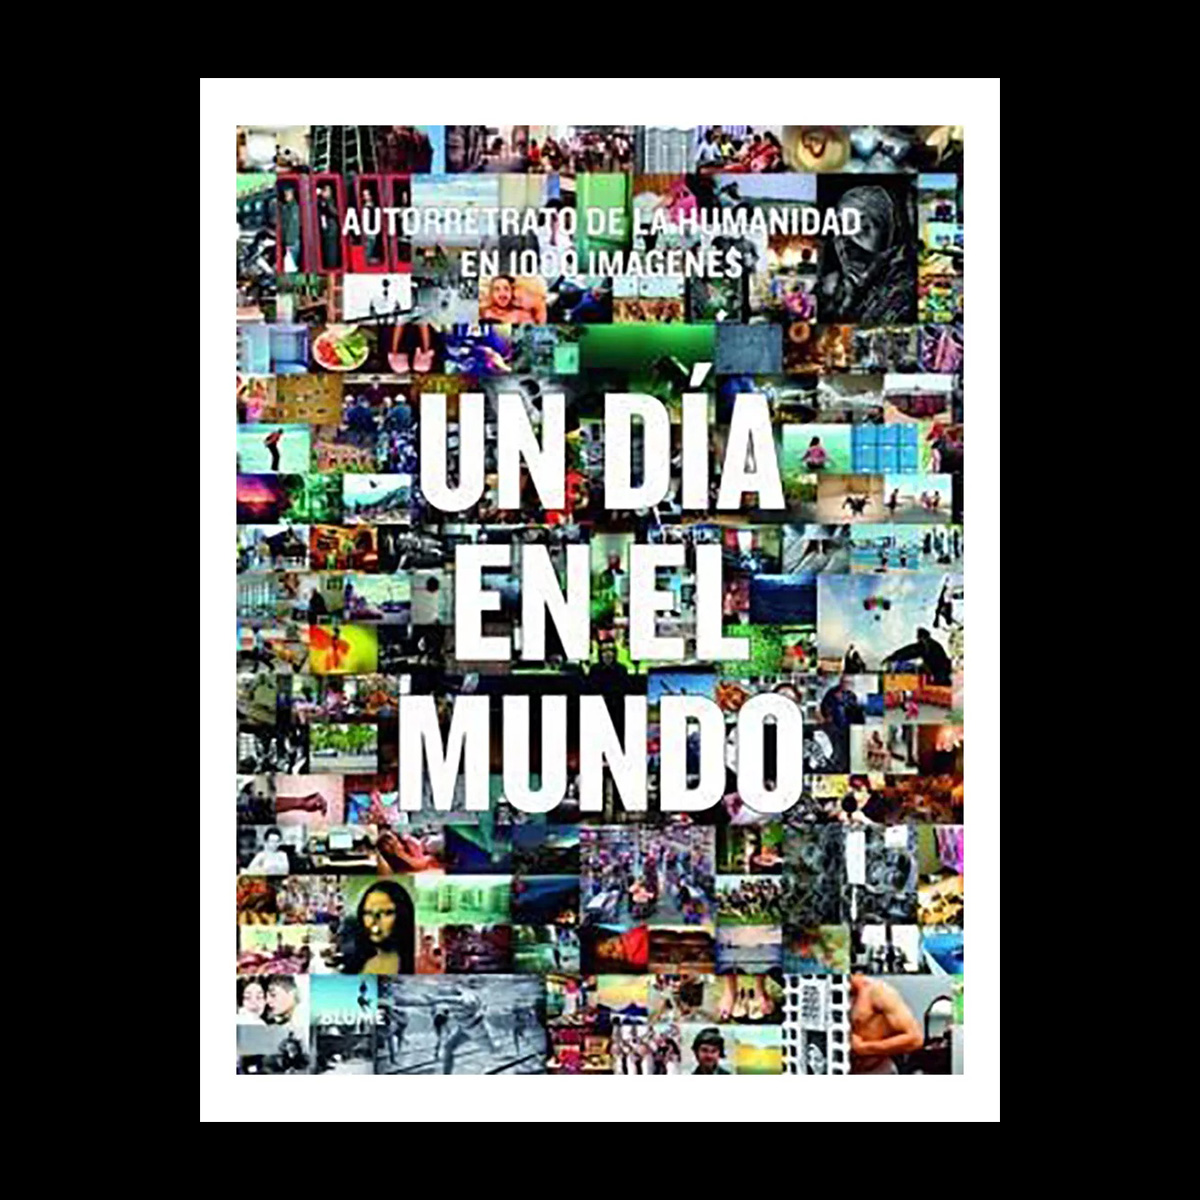 AUTORRETRATO DE LA HUMANIDAD
EN 1000 IMÁGENES
UN DÍA
EN EL
MUNDO
BLUME